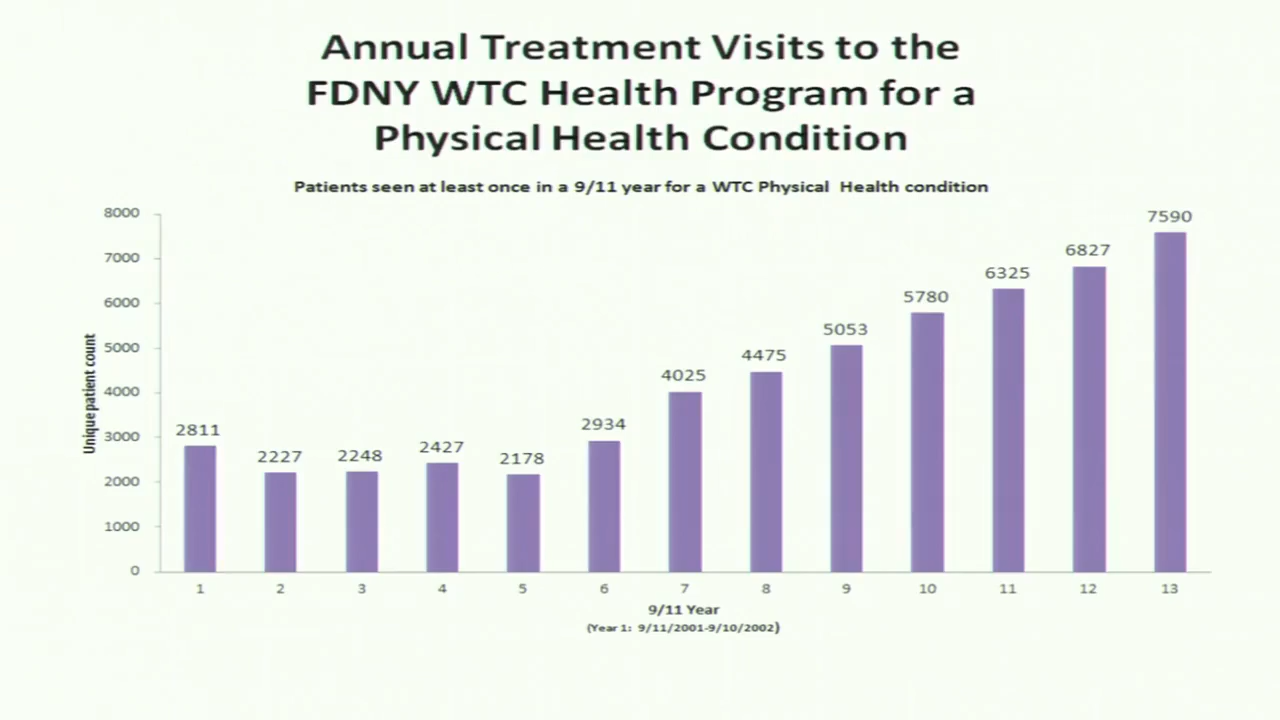 Annual Treatment Visits to the
FDNY WTC Health Program for a
Physical Health Condition
Patients seen at least once in a 9/11 year for a WTC Physical Health condition
Unique patient count
8000
7000
6000
5000
4000
3000
2000
1000
0
2811
2227
2248
2427
2178
2934
4025
4475
5053
5780
6325
6827
7590
1 2 3 4 5 6 7 8 9 10 11 12 13
9/11 Year
(Year 1: 9/11/2001-9/10/2002)